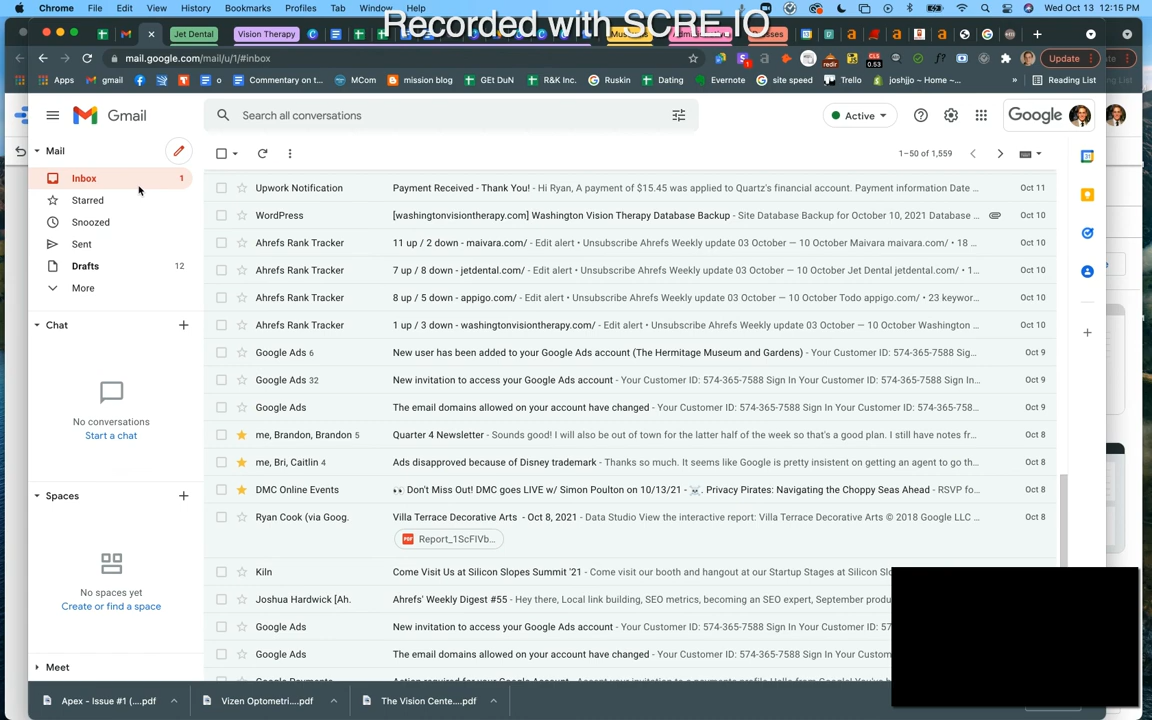 Chrome File Edit View History Bookmarks Profiles Tab Window Help Wed Oct 13 12:15 PM
Recorded with SCRE.IO
Jet Dental Vision Therapy
mail.google.com/mail/u/1/#inbox Update
Apps gmail o Commentary on t... MCom mission blog GEt DuN R&K Inc. Ruskin Dating Evernote site speed Trello joshjjo ~ Home ~... » Reading List
Gmail
Search all conversations
Active
Google
Mail
1–50 of 1,559
Inbox 1
Starred
Snoozed
Sent
Drafts 12
More
Chat
No conversations
Start a chat
Spaces
No spaces yet
Create or find a space
Meet
Upwork Notification Payment Received - Thank You! - Hi Ryan, A payment of $15.45 was applied to Quartz's financial account. Payment information Date ... Oct 11
WordPress [washingtonvisiontherapy.com] Washington Vision Therapy Database Backup - Site Database Backup for October 10, 2021 Database ... Oct 10
Ahrefs Rank Tracker 11 up / 2 down - maivara.com/ - Edit alert • Unsubscribe Ahrefs Weekly update 03 October — 10 October Maivara maivara.com/ • 18 ... Oct 10
Ahrefs Rank Tracker 7 up / 8 down - jetdental.com/ - Edit alert • Unsubscribe Ahrefs Weekly update 03 October — 10 October Jet Dental jetdental.com/ • 1... Oct 10
Ahrefs Rank Tracker 8 up / 5 down - appigo.com/ - Edit alert • Unsubscribe Ahrefs Weekly update 03 October — 10 October Todo appigo.com/ • 23 keywor... Oct 10
Ahrefs Rank Tracker 1 up / 3 down - washingtonvisiontherapy.com/ - Edit alert • Unsubscribe Ahrefs Weekly update 03 October — 10 October Washington ... Oct 10
Google Ads 6 New user has been added to your Google Ads account (The Hermitage Museum and Gardens) - Your Customer ID: 574-365-7588 Sig... Oct 9
Google Ads 32 New invitation to access your Google Ads account - Your Customer ID: 574-365-7588 Sign In Your Customer ID: 574-365-7588 Sign In... Oct 9
Google Ads The email domains allowed on your account have changed - Your Customer ID: 574-365-7588 Sign In Your Customer ID: 574-365-758... Oct 9
me, Brandon, Brandon 5 Quarter 4 Newsletter - Sounds good! I will also be out of town for the latter half of the week so that's a good plan. I still have notes fr... Oct 8
me, Bri, Caitlin 4 Ads disapproved because of Disney trademark - Thanks so much. It seems like Google is pretty insistent on getting an agent to go th... Oct 8
DMC Online Events 👀 Don't Miss Out! DMC goes LIVE w/ Simon Poulton on 10/13/21 - ☠️. Privacy Pirates: Navigating the Choppy Seas Ahead - RSVP fo... Oct 8
Ryan Cook (via Goog. Villa Terrace Decorative Arts - Oct 8, 2021 - Data Studio View the interactive report: Villa Terrace Decorative Arts © 2018 Google LLC ... Oct 8
PDF Report_1ScFIVb...
Kiln Come Visit Us at Silicon Slopes Summit '21 - Come visit our booth and hangout at our Startup Stages at Silicon Slo
Joshua Hardwick [Ah. Ahrefs' Weekly Digest #55 - Hey there, Local link building, SEO metrics, becoming an SEO expert, September produ
Google Ads New invitation to access your Google Ads account - Your Customer ID: 574-365-7588 Sign In Your Customer ID: 57
Google Ads The email domains allowed on your account have changed - Your Customer ID: 574-365-7588 Sign In Your Custome
Apex - Issue #1 (....pdf Vizen Optometri....pdf The Vision Cente....pdf